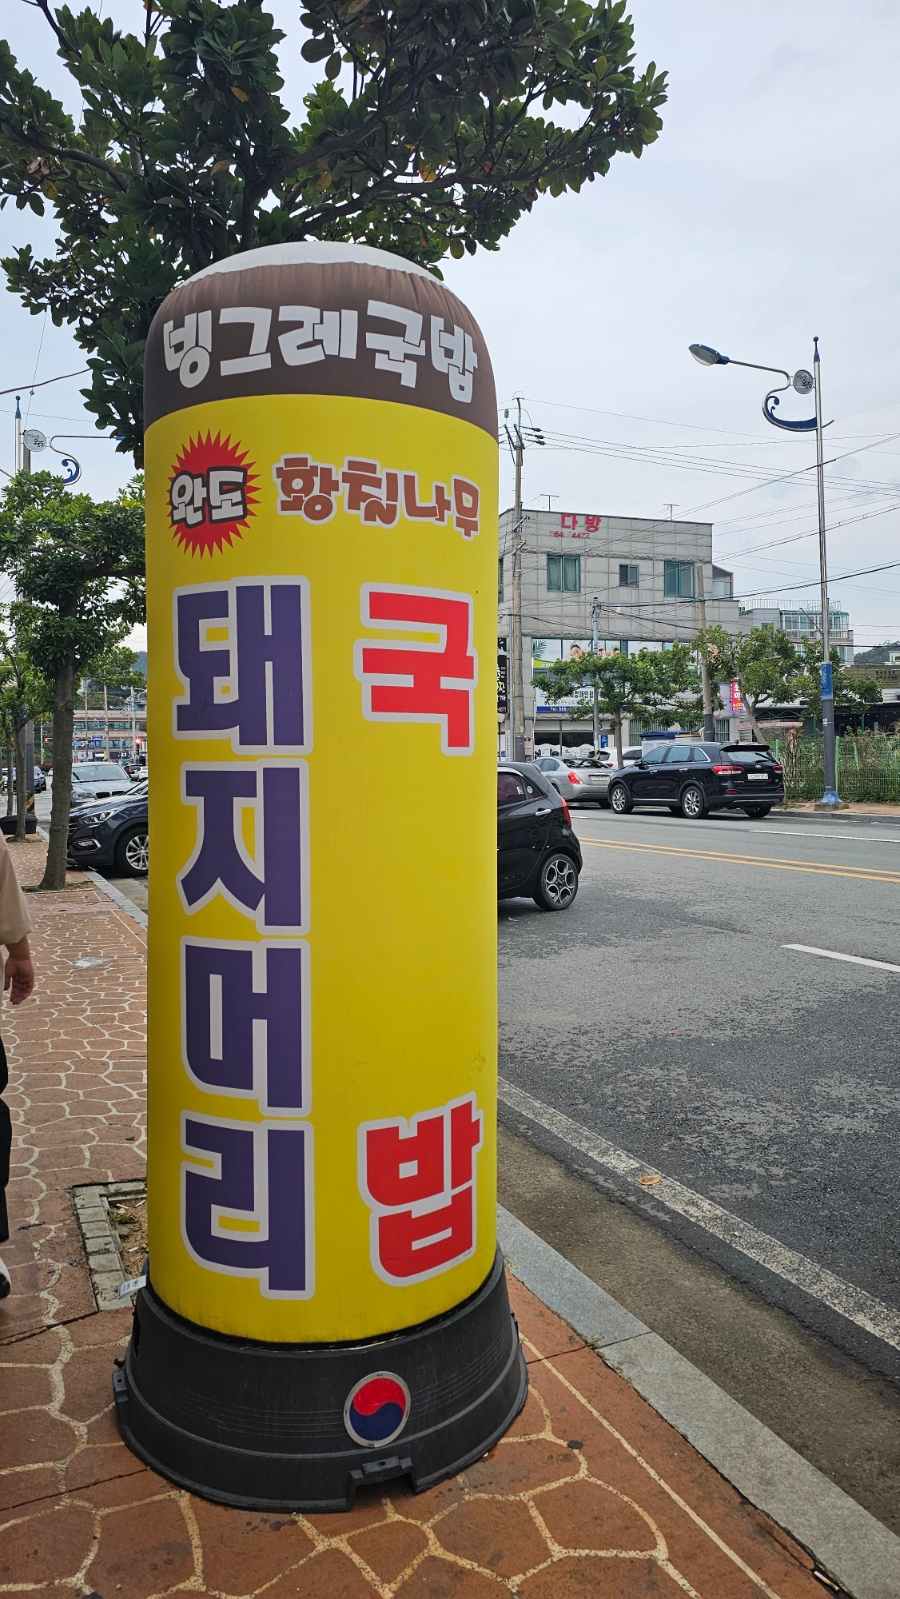 빙그레국밥
완도 황칠나무
돼지머리
국밥
다방